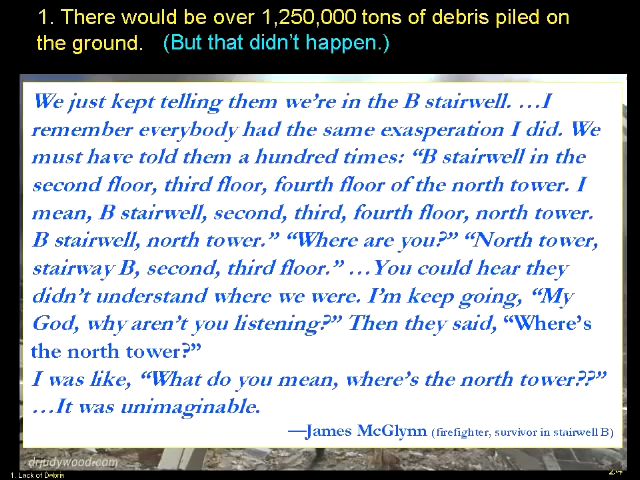 1. There would be over 1,250,000 tons of debris piled on
the ground. (But that didn't happen.)
We just kept telling them we're in the B stairwell. …I
remember everybody had the same exasperation I did. We
must have told them a hundred times: “B stairwell in the
second floor, third floor, fourth floor of the north tower. I
mean, B stairwell, second, third, fourth floor, north tower.
B stairwell, north tower.” “Where are you?” “North tower,
stairway B, second, third floor.” …You could hear they
didn't understand where we were. I'm keep going, “My
God, why aren't you listening?” Then they said, “Where's
the north tower?”
I was like, “What do you mean, where's the north tower??”
…It was unimaginable.
—James McGlynn (firefighter, survivor in stairwell B)
drjudywood.com
1. Lack of Debris
24